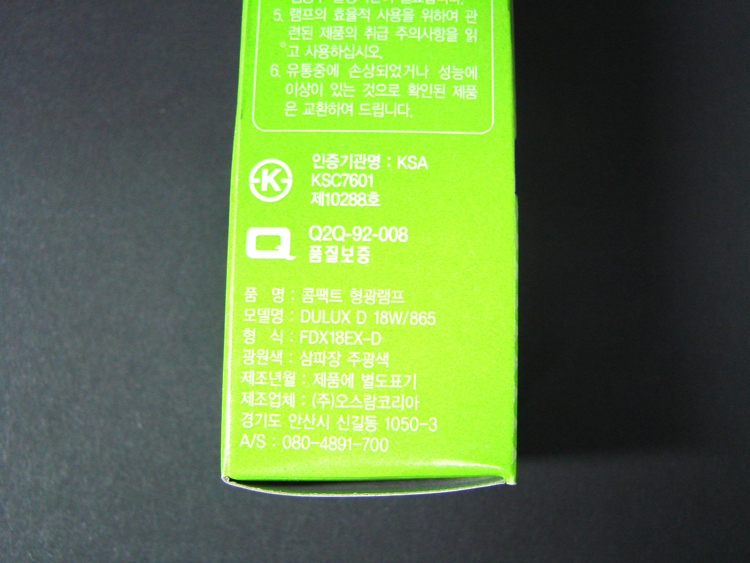 5. 램프의 효율적 사용을 위하여 관
련된 제품의 취급 주의사항을 읽
고 사용하십시오.
6. 유통중에 손상되었거나 성능에
이상이 있는 것으로 확인된 제품
은 교환하여 드립니다.
K
인증기관명 : KSA
KSC7601
제10288호
Q
Q2Q-92-008
품질보증
품 명 : 콤팩트 형광램프
모델명 : DULUX D 18W/865
형 식 : FDX18EX-D
광원색 : 삼파장 주광색
제조년월 : 제품에 별도표기
제조업체 : (주)오스람코리아
경기도 안산시 신길동 1050-3
A/S : 080-4891-700